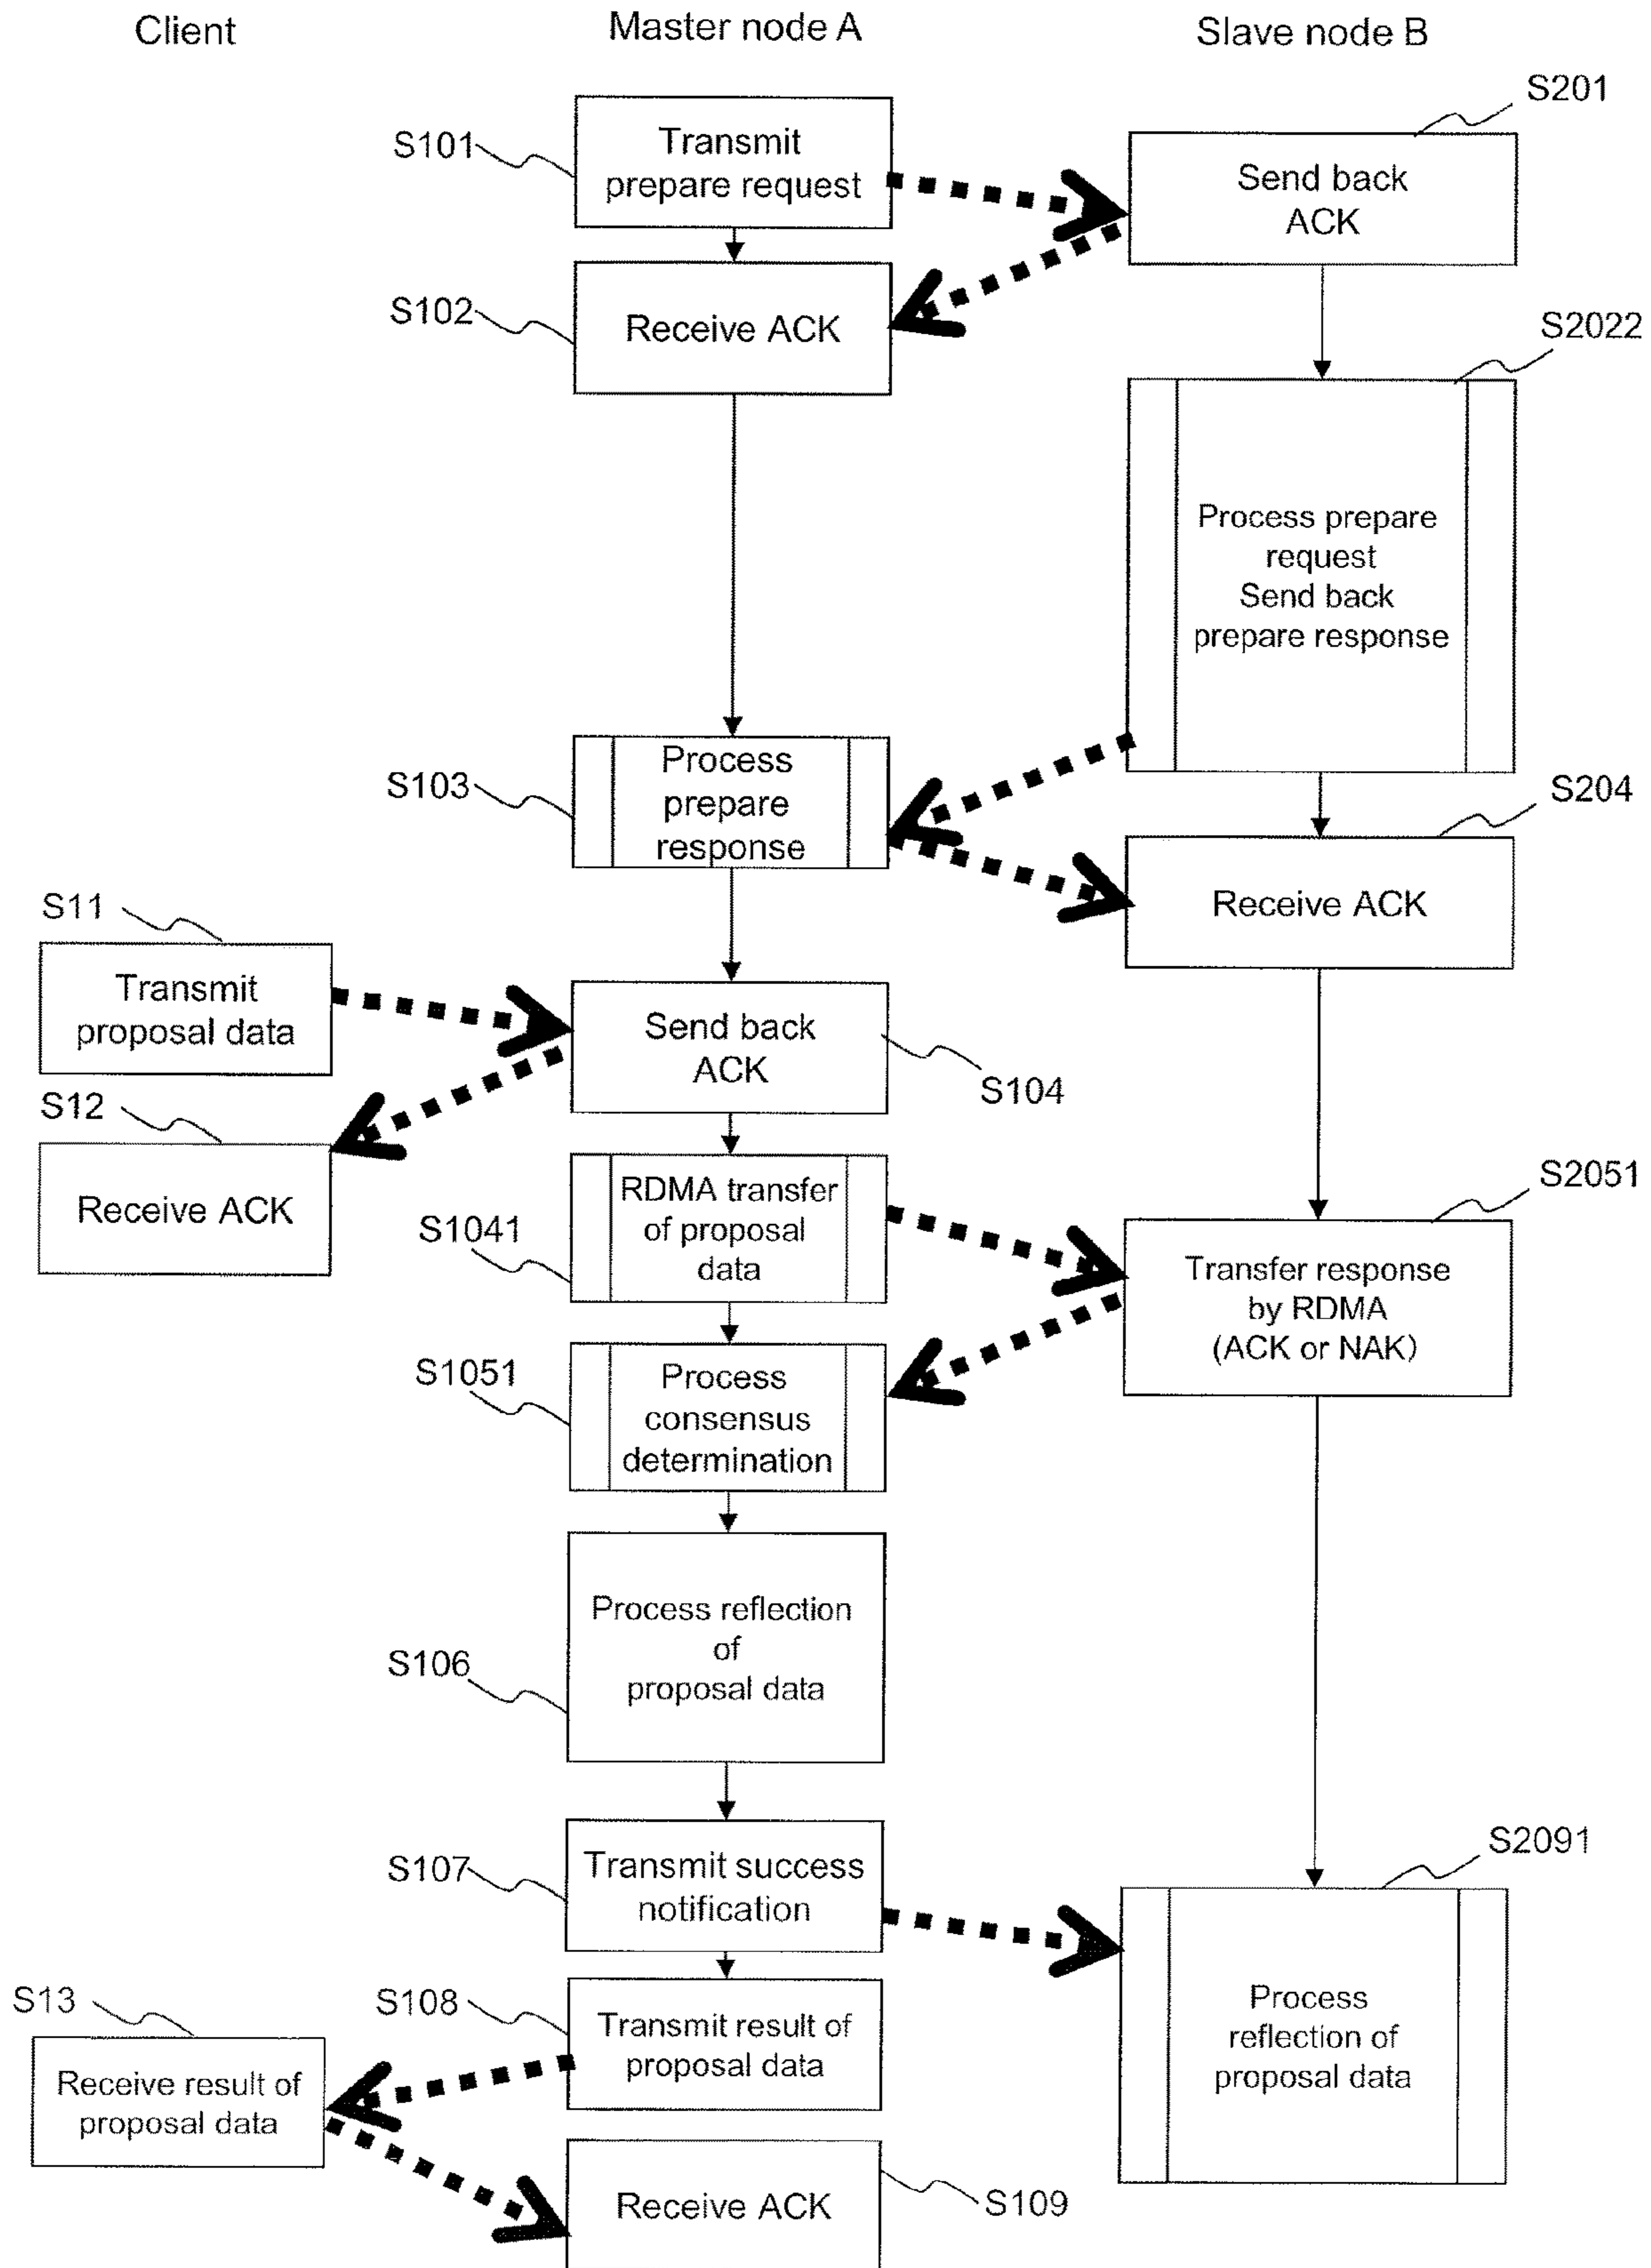 Client
Master node A
Slave node B
S201
S101
Transmit
prepare request
Send back
ACK
S102
Receive ACK
S2022
Process prepare
request
Send back
prepare response
S103
Process
prepare
response
S204
Receive ACK
S11
Transmit
proposal data
Send back
ACK
S104
S12
Receive ACK
S1041
RDMA transfer
of proposal
data
S2051
Transfer response
by RDMA
(ACK or NAK)
S1051
Process
consensus
determination
S106
Process reflection
of
proposal data
S107
Transmit success
notification
S2091
Process
reflection of
proposal data
S13
Receive result of
proposal data
S108
Transmit result of
proposal data
Receive ACK
S109